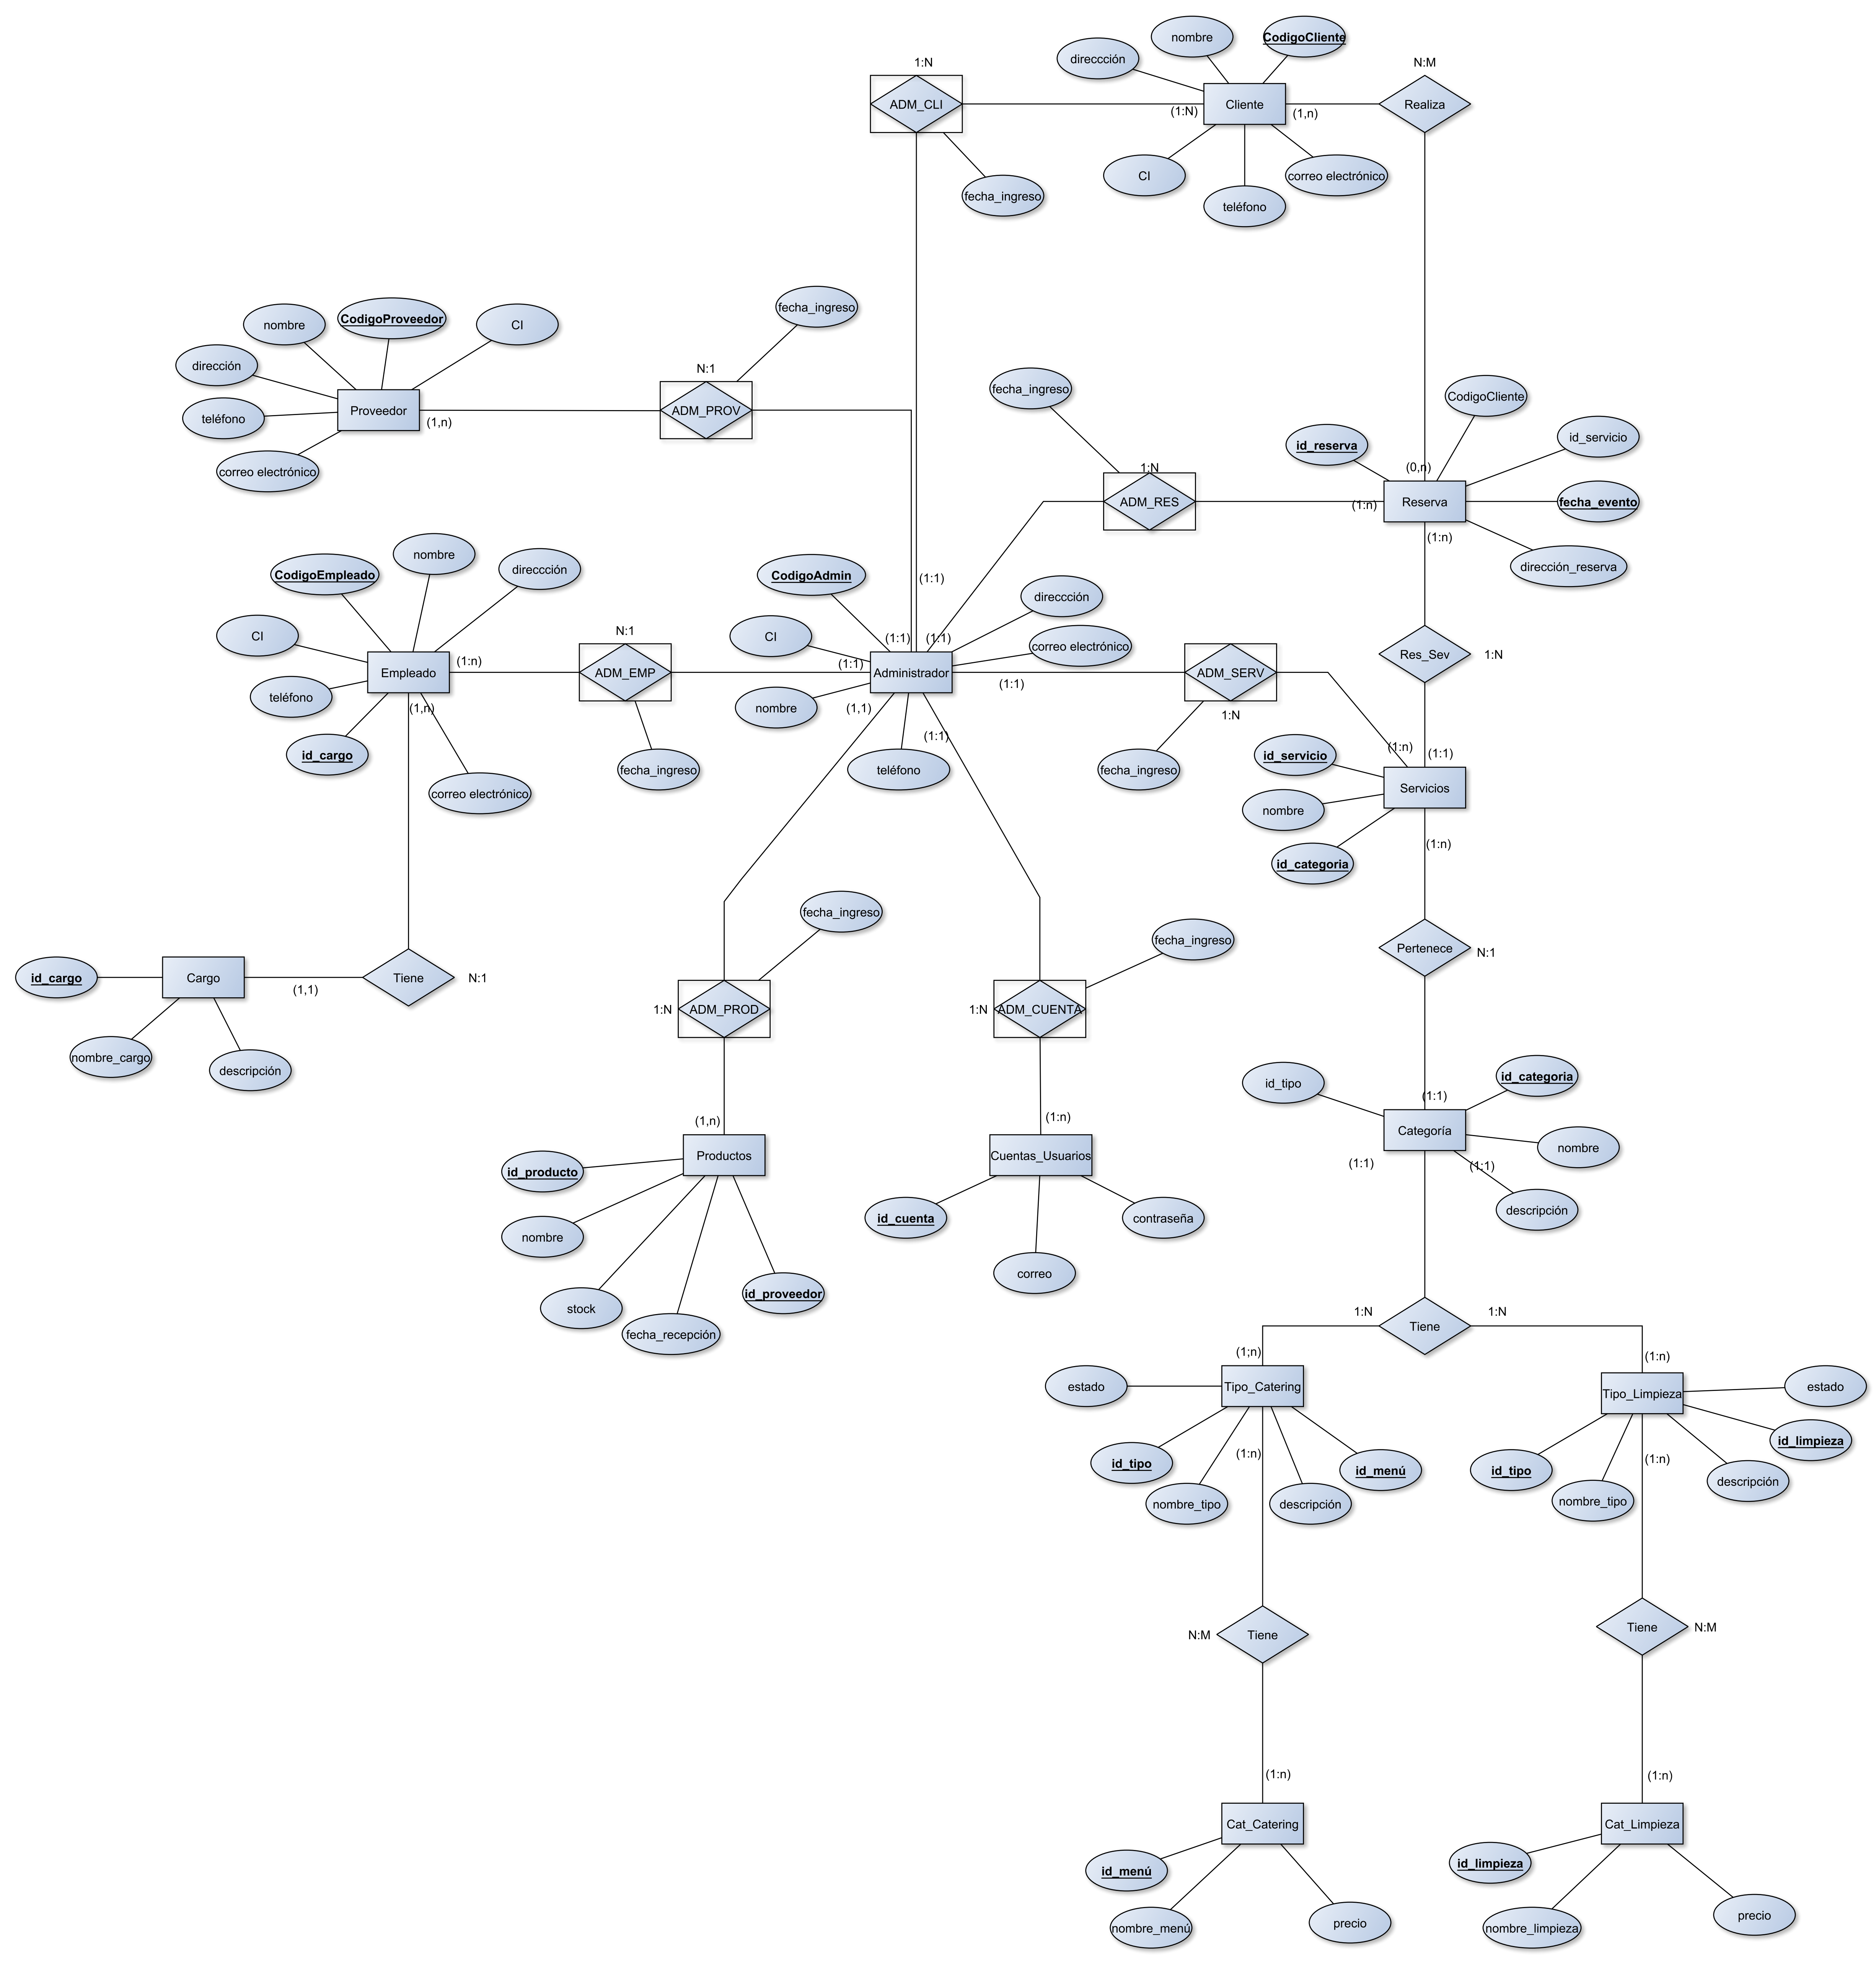 nombre
CodigoCliente
direccción
1:N
N:M
ADM_CLI
Cliente
Realiza
(1:N)
(1,n)
CI
correo electrónico
fecha_ingreso
teléfono
fecha_ingreso
CodigoProveedor
CI
nombre
dirección
N:1
fecha_ingreso
CodigoCliente
Proveedor
ADM_PROV
teléfono
(1,n)
id_servicio
id_reserva
correo electrónico
(0,n)
1:N
ADM_RES
Reserva
fecha_evento
(1:n)
(1:n)
nombre
CodigoEmpleado
direccción
CodigoAdmin
(1:1)
dirección_reserva
direccción
CI
N:1
CI
(1:1)
(1:1)
correo electrónico
Res_Sev
1:N
(1:n)
(1:1)
Empleado
ADM_EMP
Administrador
ADM_SERV
(1:1)
teléfono
(1,n)
nombre
(1,1)
1:N
(1:1)
id_cargo
(1:n)
(1:1)
id_servicio
fecha_ingreso
teléfono
fecha_ingreso
correo electrónico
Servicios
nombre
(1:n)
id_categoria
fecha_ingreso
fecha_ingreso
Pertenece
N:1
id_cargo
Cargo
(1,1)
Tiene
N:1
1:N
ADM_PROD
1:N
ADM_CUENTA
nombre_cargo
descripción
id_tipo
id_categoria
(1:1)
(1,n)
(1:n)
Categoría
nombre
Productos
Cuentas_Usuarios
(1:1)
(1:1)
id_producto
descripción
id_cuenta
contraseña
nombre
correo
id_proveedor
stock
1:N
1:N
Tiene
fecha_recepción
(1;n)
(1:n)
estado
Tipo_Catering
Tipo_Limpieza
estado
id_limpieza
(1:n)
(1:n)
id_tipo
id_menú
id_tipo
descripción
nombre_tipo
descripción
nombre_tipo
N:M
Tiene
Tiene
N:M
(1:n)
(1:n)
Cat_Catering
Cat_Limpieza
id_menú
id_limpieza
nombre_menú
precio
nombre_limpieza
precio